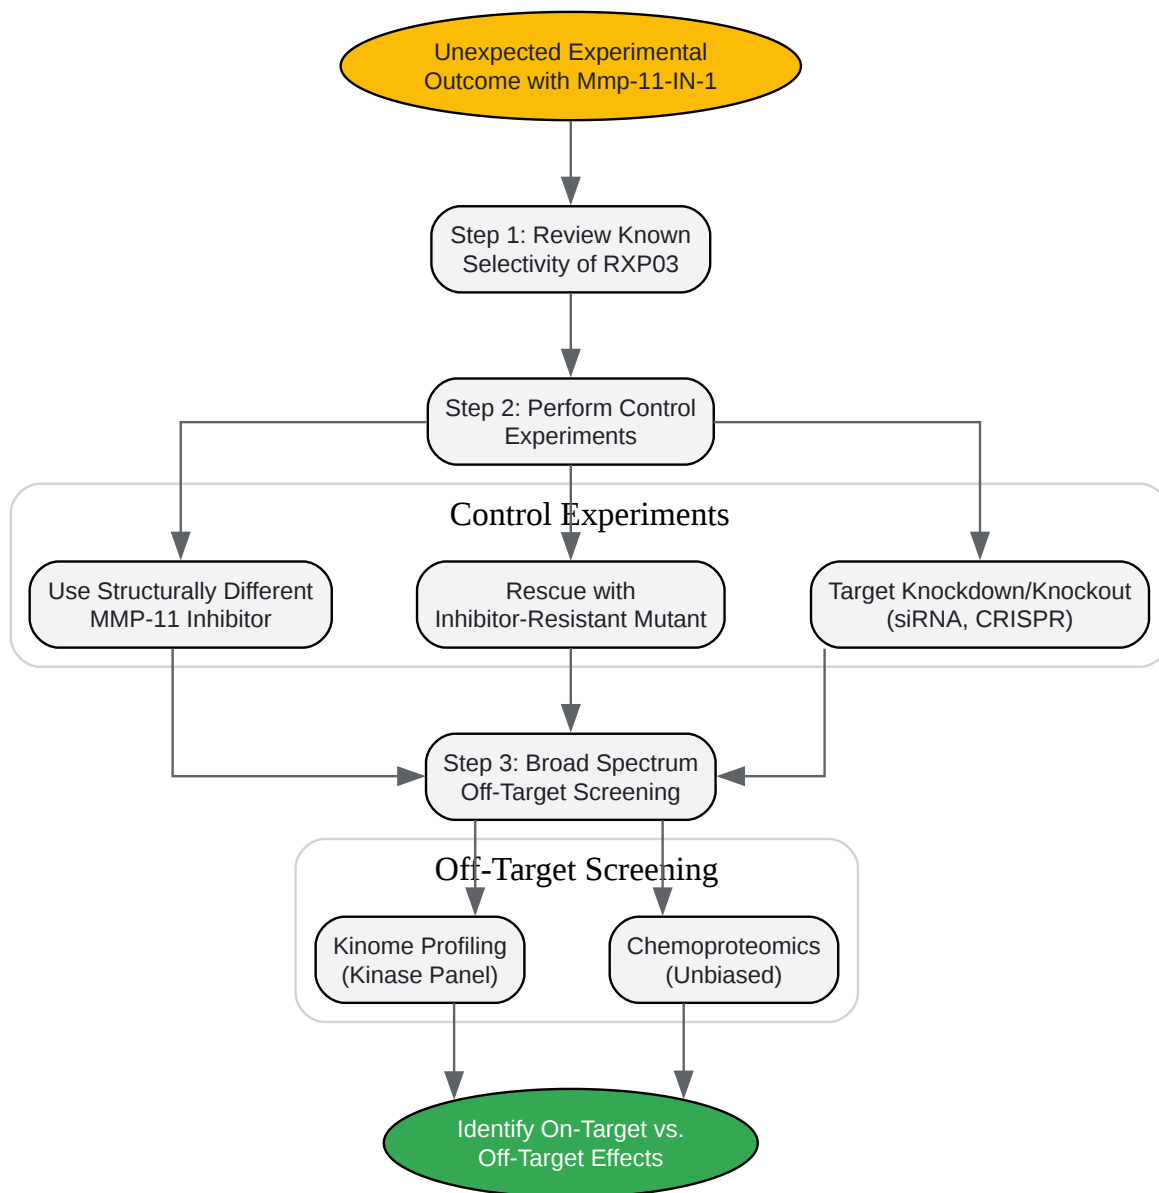 Unexpected Experimental
Outcome with Mmp-11-IN-1
Step 1: Review Known
Selectivity of RXP03
Step 2: Perform Control
Experiments
Control Experiments
Use Structurally Different
MMP-11 Inhibitor
Rescue with
Inhibitor-Resistant Mutant
Target Knockdown/Knockout
(siRNA, CRISPR)
Step 3: Broad Spectrum
Off-Target Screening
Off-Target Screening
Kinome Profiling
(Kinase Panel)
Chemoproteomics
(Unbiased)
Identify On-Target vs.
Off-Target Effects